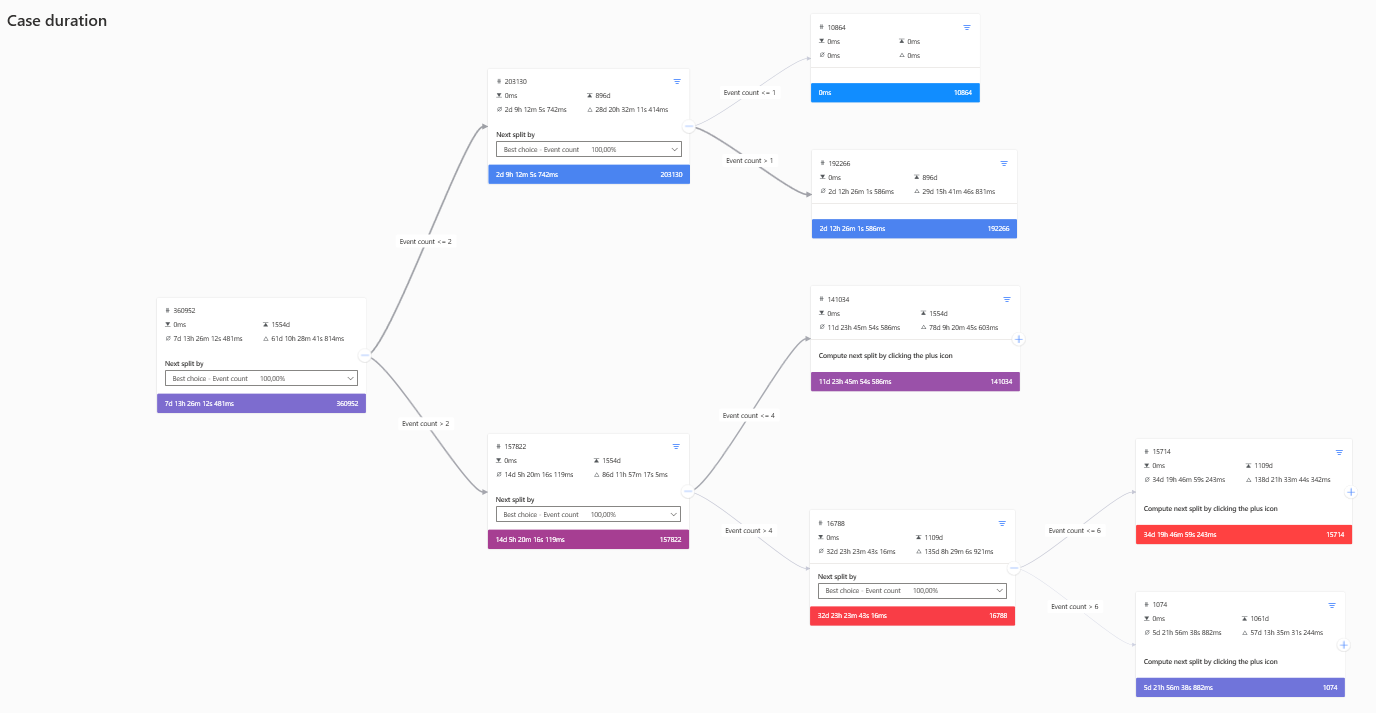 Case duration
# 10864
0ms 0ms
0ms 0ms
0ms 10864
# 203130
0ms 896d
Ø 2d 9h 12m 5s 742ms △ 28d 20h 32m 11s 414ms
Next split by
Best choice - Event count 100,00%
2d 9h 12m 5s 742ms 203130
Event count <= 1
Event count > 1
# 192266
0ms 896d
Ø 2d 12h 26m 1s 586ms △ 29d 15h 41m 46s 831ms
2d 12h 26m 1s 586ms 192266
Event count <= 2
# 360952
0ms 1554d
Ø 7d 13h 26m 12s 481ms △ 61d 10h 28m 41s 814ms
Next split by
Best choice - Event count 100,00%
7d 13h 26m 12s 481ms 360952
Event count > 2
# 141034
0ms 1554d
Ø 11d 23h 45m 54s 586ms △ 78d 9h 20m 45s 603ms
Compute next split by clicking the plus icon
11d 23h 45m 54s 586ms 141034
Event count <= 4
# 157822
0ms 1554d
Ø 14d 5h 20m 16s 119ms △ 86d 11h 57m 17s 5ms
Next split by
Best choice - Event count 100,00%
14d 5h 20m 16s 119ms 157822
Event count > 4
# 16788
0ms 1109d
Ø 32d 23h 23m 43s 16ms △ 135d 8h 29m 6s 921ms
Next split by
Best choice - Event count 100,00%
32d 23h 23m 43s 16ms 16788
Event count <= 6
# 15714
0ms 1109d
Ø 34d 19h 46m 59s 243ms △ 138d 21h 33m 44s 342ms
Compute next split by clicking the plus icon
34d 19h 46m 59s 243ms 15714
Event count > 6
# 1074
0ms 1061d
Ø 5d 21h 56m 38s 882ms △ 57d 13h 35m 31s 244ms
Compute next split by clicking the plus icon
5d 21h 56m 38s 882ms 1074